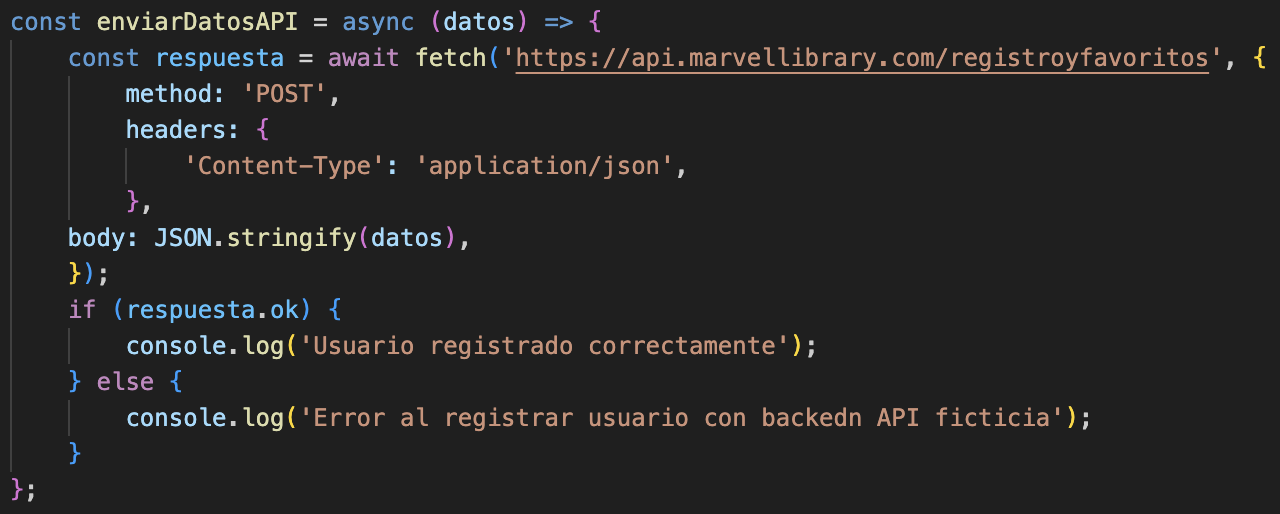 const enviarDatosAPI = async (datos) => {
    const respuesta = await fetch('https://api.marvellibrary.com/registroyfavoritos', {
        method: 'POST',
        headers: {
            'Content-Type': 'application/json',
        },
    body: JSON.stringify(datos),
    });
    if (respuesta.ok) {
        console.log('Usuario registrado correctamente');
    } else {
        console.log('Error al registrar usuario con backedn API ficticia');
    }
};